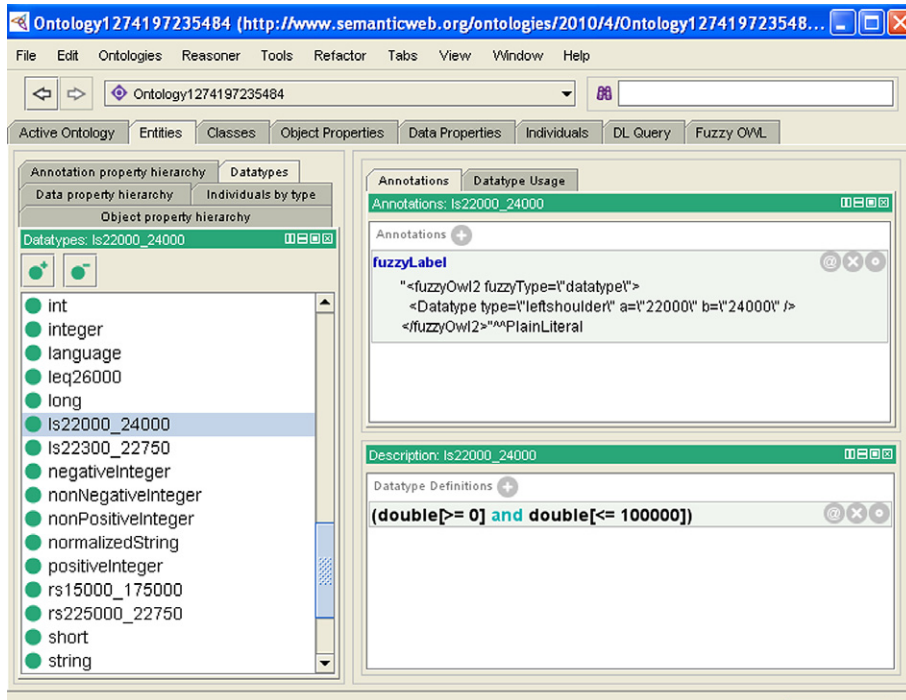 Ontology1274197235484 (http://www.semanticweb.org/ontologies/2010/4/Ontology127419723548...
File Edit Ontologies Reasoner Tools Refactor Tabs View Window Help
Ontology1274197235484
Active Ontology Entities Classes Object Properties Data Properties Individuals DL Query Fuzzy OWL
Annotation property hierarchy Datatypes
Data property hierarchy Individuals by type
Object property hierarchy
Datatypes: ls22000_24000
int
integer
language
leq26000
long
ls22000_24000
ls22300_22750
negativeInteger
nonNegativeInteger
nonPositiveInteger
normalizedString
positiveInteger
rs15000_175000
rs225000_22750
short
string
Annotations Datatype Usage
Annotations: ls22000_24000
Annotations
fuzzyLabel
"<fuzzyOwl2 fuzzyType=\"datatype\">
<Datatype type=\"leftshoulder\" a=\"22000\" b=\"24000\" />
</fuzzyOwl2>"^^PlainLiteral
Description: ls22000_24000
Datatype Definitions
(double[>= 0] and double[<= 100000])